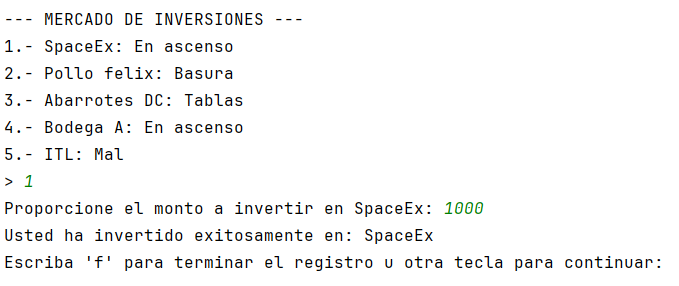 --- MERCADO DE INVERSIONES ---
1.- SpaceEx: En ascenso
2.- Pollo felix: Basura
3.- Abarrotes DC: Tablas
4.- Bodega A: En ascenso
5.- ITL: Mal
> 1
Proporcione el monto a invertir en SpaceEx: 1000
Usted ha invertido exitosamente en: SpaceEx
Escriba 'f' para terminar el registro u otra tecla para continuar: